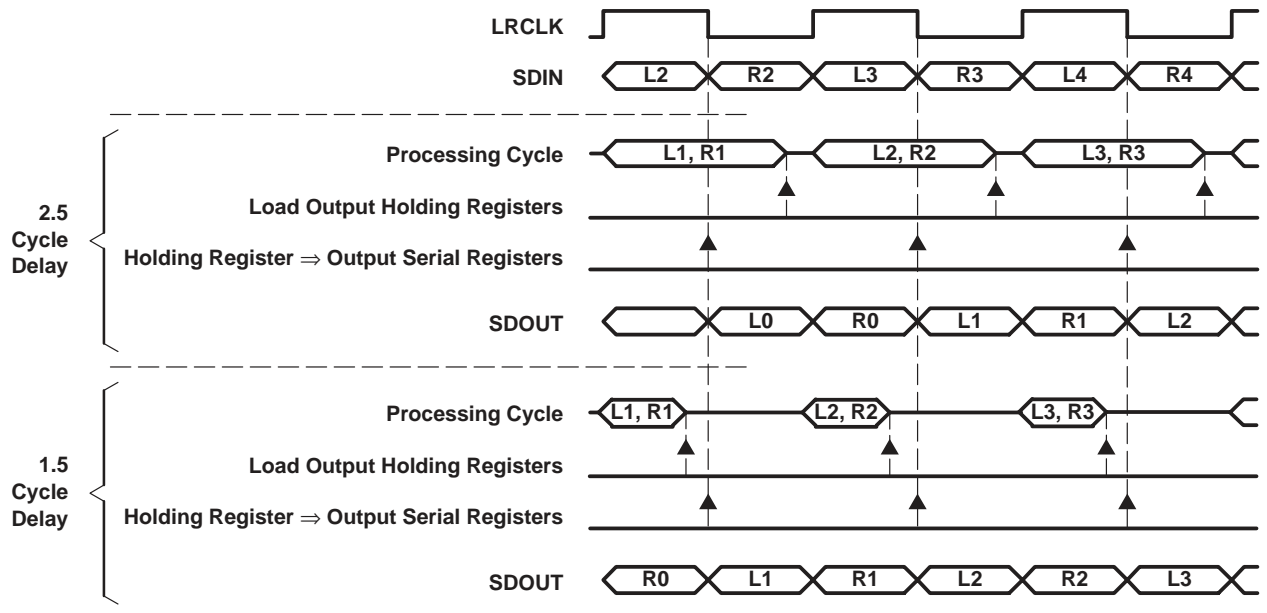 LRCLK
SDIN L2 R2 L3 R3 L4 R4
2.5
Cycle
Delay
Processing Cycle L1, R1 L2, R2 L3, R3
Load Output Holding Registers
Holding Register ⇒ Output Serial Registers
SDOUT L0 R0 L1 R1 L2
1.5
Cycle
Delay
Processing Cycle L1, R1 L2, R2 L3, R3
Load Output Holding Registers
Holding Register ⇒ Output Serial Registers
SDOUT R0 L1 R1 L2 R2 L3